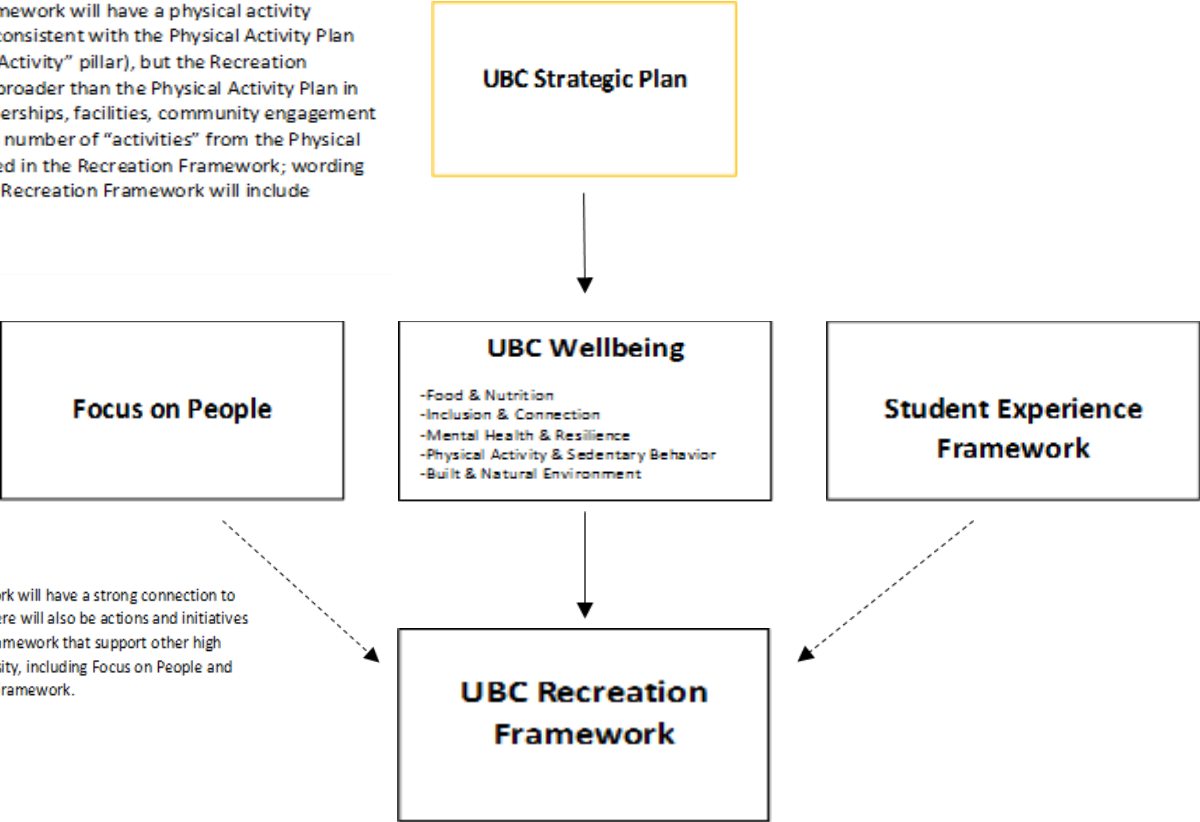 mework will have a physical activity
consistent with the Physical Activity Plan
Activity” pillar), but the Recreation
broader than the Physical Activity Plan in
erships, facilities, community engagement
number of “activities” from the Physical
ed in the Recreation Framework; wording
Recreation Framework will include
UBC Strategic Plan
Focus on People
UBC Wellbeing
-Food & Nutrition
-Inclusion & Connection
-Mental Health & Resilience
-Physical Activity & Sedentary Behavior
-Built & Natural Environment
Student Experience
Framework
rk will have a strong connection to
ere will also be actions and initiatives
amework that support other high
sity, including Focus on People and
ramework.
UBC Recreation
Framework